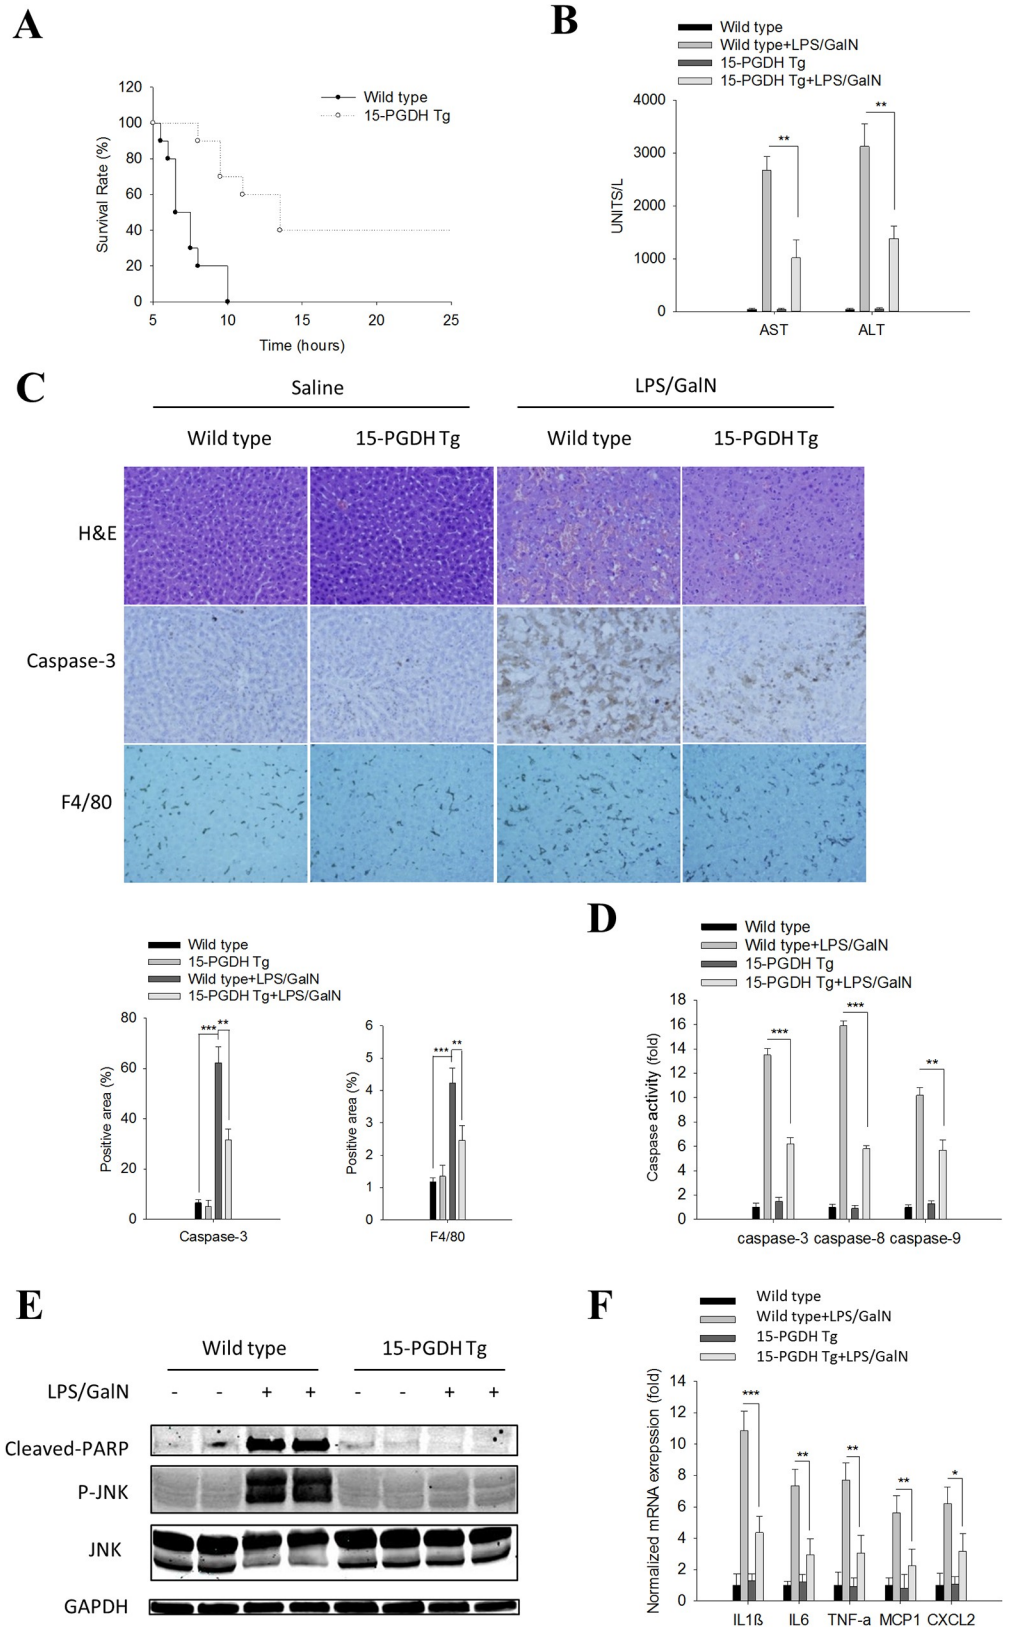 A
120
100
80
60
40
20
0
5 10 15 20 25
Survival Rate (%)
Time (hours)
Wild type
15-PGDH Tg
B
Wild type
Wild type+LPS/GalN
15-PGDH Tg
15-PGDH Tg+LPS/GalN
4000
3000
2000
1000
0
UNITS/L
** **
AST ALT
C
Saline LPS/GalN
Wild type 15-PGDH Tg Wild type 15-PGDH Tg
H&E
Caspase-3
F4/80
Wild type
15-PGDH Tg
Wild type+LPS/GalN
15-PGDH Tg+LPS/GalN
80
60
40
20
0
Positive area (%)
*** **
Caspase-3
6
5
4
3
2
1
0
Positive area (%)
*** **
F4/80
D
Wild type
Wild type+LPS/GalN
15-PGDH Tg
15-PGDH Tg+LPS/GalN
18
16
14
12
10
8
6
4
2
0
Caspase activity (fold)
*** *** **
caspase-3 caspase-8 caspase-9
E
Wild type 15-PGDH Tg
LPS/GalN - - + + - - + +
Cleaved-PARP
P-JNK
JNK
GAPDH
F
Wild type
Wild type+LPS/GalN
15-PGDH Tg
15-PGDH Tg+LPS/GalN
14
12
10
8
6
4
2
0
Normalized mRNA exrepssion (fold)
*** ** ** ** *
IL1ß IL6 TNF-a MCP1 CXCL2